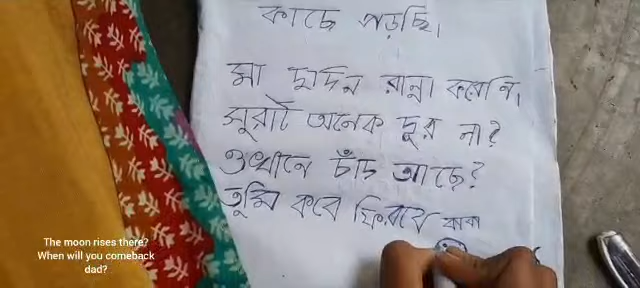 কাছে পড়ছি।
মা দুদিন রান্না করেনি।
সুরাট অনেক দূর না?
ওখানে চাঁদ আছে?
তুমি কবে ফিরবে বাবা
The moon rises there?
When will you comeback
dad?